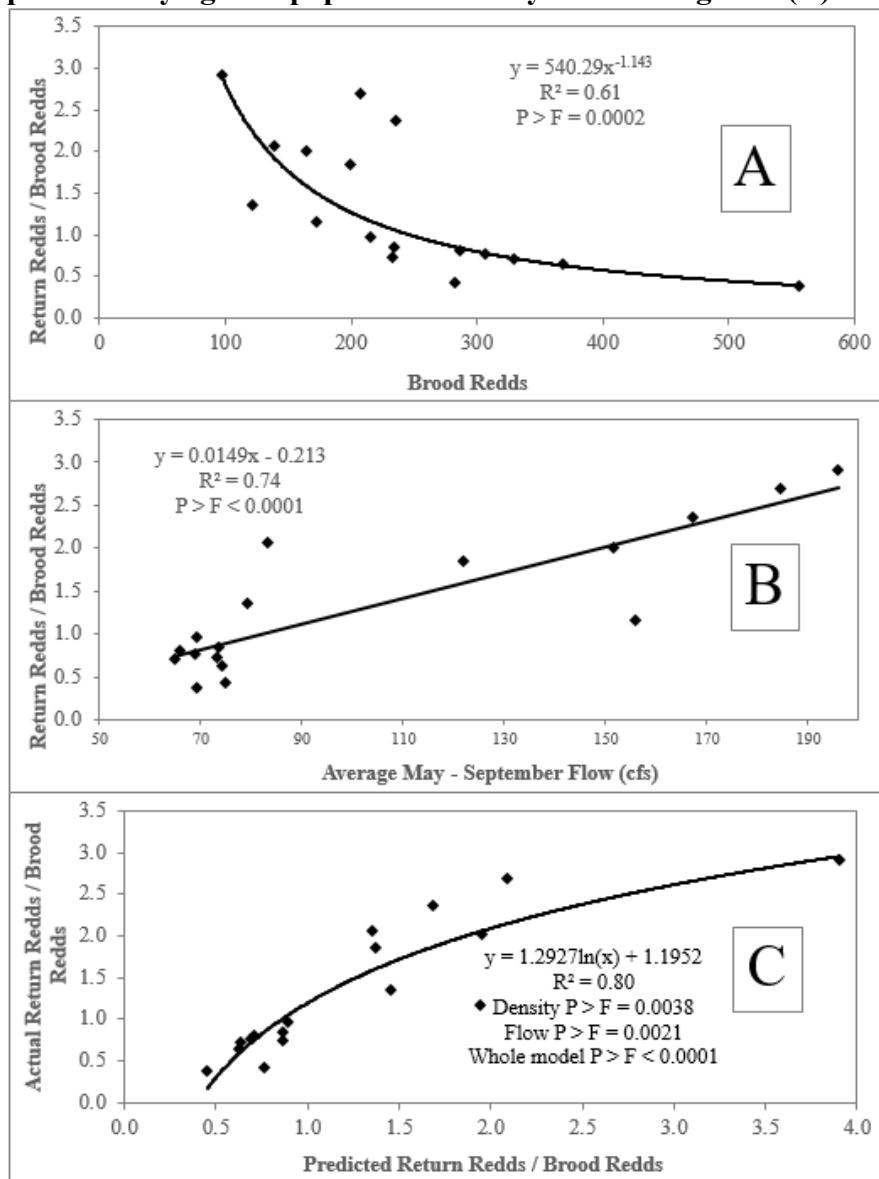 3.5
3.0
2.5
2.0
1.5
1.0
0.5
0.0
Return Redds / Brood Redds
y = 540.29x^-1.143
R² = 0.61
P > F = 0.0002
A
0 100 200 300 400 500 600
Brood Redds
3.5
3.0
2.5
2.0
1.5
1.0
0.5
0.0
Return Redds / Brood Redds
y = 0.0149x - 0.213
R² = 0.74
P > F < 0.0001
B
50 70 90 110 130 150 170 190
Average May - September Flow (cfs)
3.5
3.0
2.5
2.0
1.5
1.0
0.5
0.0
Actual Return Redds / Brood
Redds
y = 1.2927ln(x) + 1.1952
R² = 0.80
Density P > F = 0.0038
Flow P > F = 0.0021
Whole model P > F < 0.0001
C
0.0 0.5 1.0 1.5 2.0 2.5 3.0 3.5 4.0
Predicted Return Redds / Brood Redds